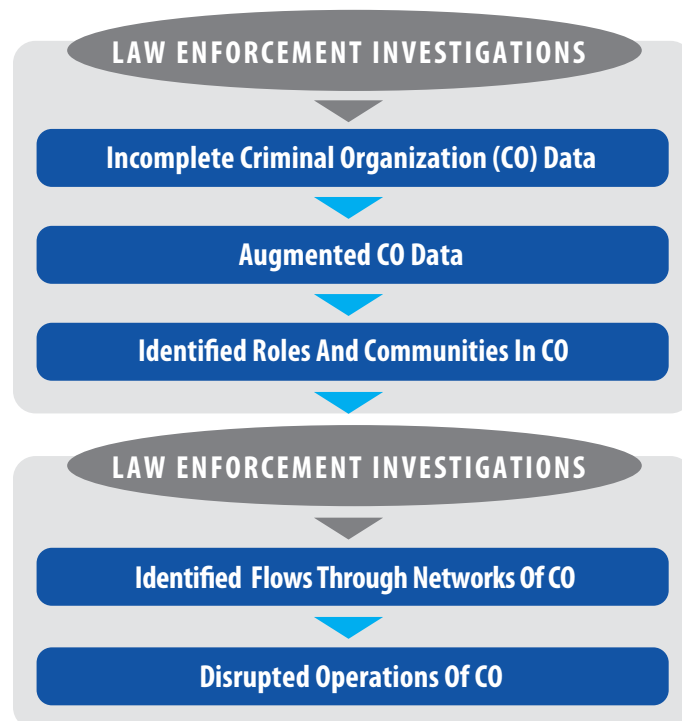 LAW ENFORCEMENT INVESTIGATIONS
Incomplete Criminal Organization (CO) Data
Augmented CO Data
Identified Roles And Communities In CO
LAW ENFORCEMENT INVESTIGATIONS
Identified Flows Through Networks Of CO
Disrupted Operations Of CO